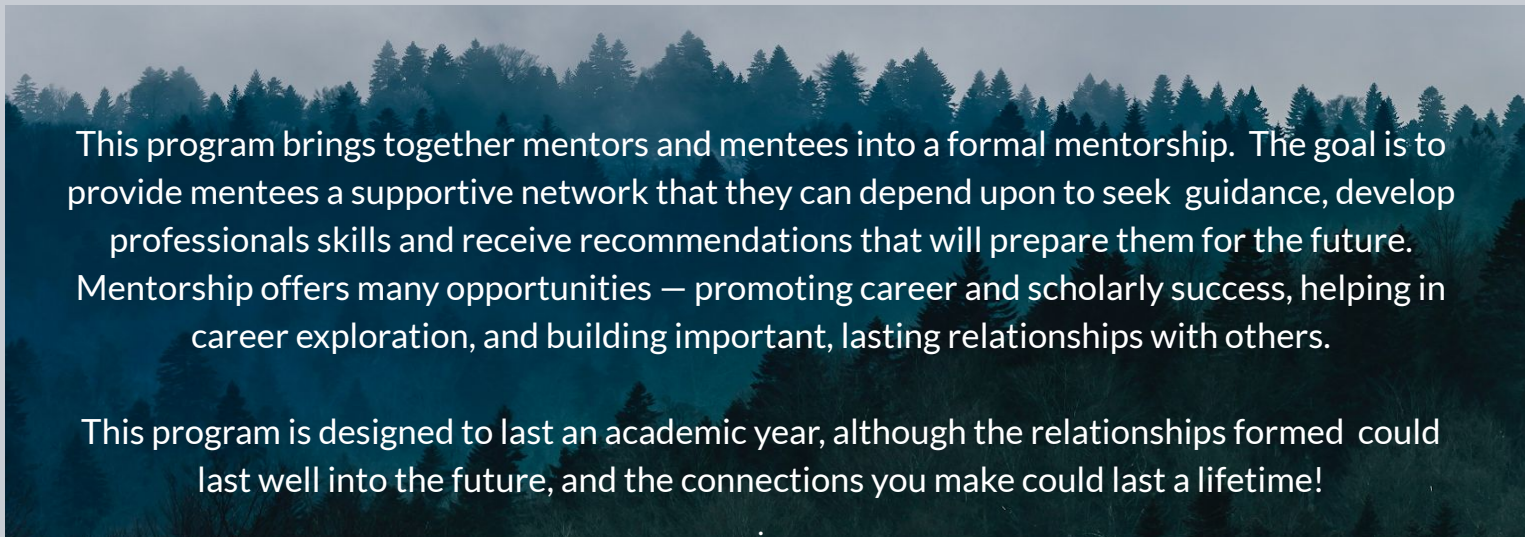 This program brings together mentors and mentees into a formal mentorship.  The goal is to
provide mentees a supportive network that they can depend upon to seek  guidance, develop
professionals skills and receive recommendations that will prepare them for the future.
Mentorship offers many opportunities — promoting career and scholarly success, helping in
career exploration, and building important, lasting relationships with others.

This program is designed to last an academic year, although the relationships formed  could
last well into the future, and the connections you make could last a lifetime!